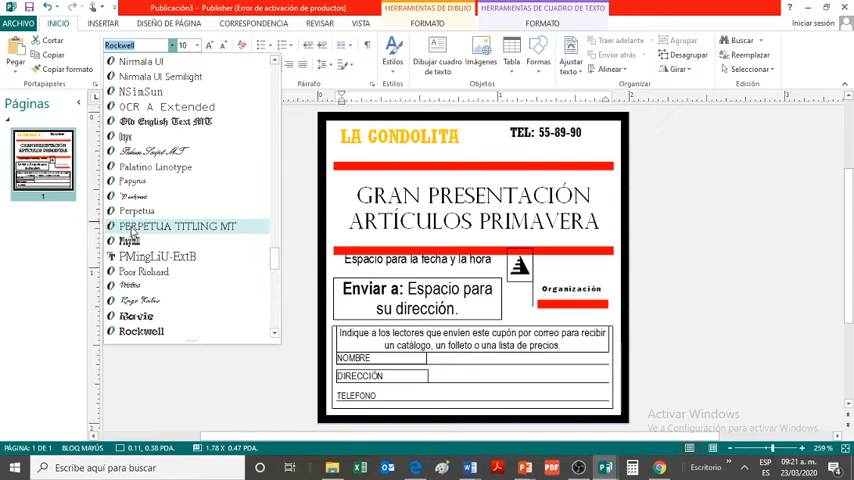 Publicación3 - Publisher (Error de activación de productos)
HERRAMIENTAS DE DIBUJO
HERRAMIENTAS DE CUADRO DE TEXTO
ARCHIVO INICIO INSERTAR DISEÑO DE PÁGINA CORRESPONDENCIA REVISAR VISTA FORMATO FORMATO Iniciar sesión
Pegar
Cortar
Copiar
Copiar formato
Portapapeles
Rockwell 10
Párrafo
Estilos
Estilos
Dibujar cuadro de texto
Imágenes
Tabla
Formas
Objetos
Ajustar texto
Traer adelante
Enviar atrás
Alinear
Agrupar
Desagrupar
Girar
Organizar
Buscar
Reemplazar
Seleccionar
Edición
Páginas
1
Nirmala UI
Nirmala UI Semilight
NSimSun
OCR A Extended
Old English Text MT
Onyx
Palace Script MT
Palatino Linotype
Papyrus
Parchment
Perpetua
PERPETUA TITLING MT
Playbill
PMingLiU-ExtB
Poor Richard
Pristina
Rage Italic
Ravie
Rockwell
LA GONDOLITA
TEL: 55-89-90
GRAN PRESENTACIÓN
ARTÍCULOS PRIMAVERA
Espacio para la fecha y la hora
Enviar a: Espacio para
su dirección.
Organización
Indique a los lectores que envien este cupón por correo para recibir
un catálogo, un folleto o una lista de precios.
NOMBRE
DIRECCIÓN
TELEFONO
Activar Windows
Ve a Configuración para activar Windows.
PÁGINA: 1 DE 1 BLOQ MAYÚS 0.11, 0.38 PDA. 1.78 X 0.47 PDA. 259 %
Escribe aquí para buscar
Escritorio
ESP
ES
09:21 a. m.
23/03/2020